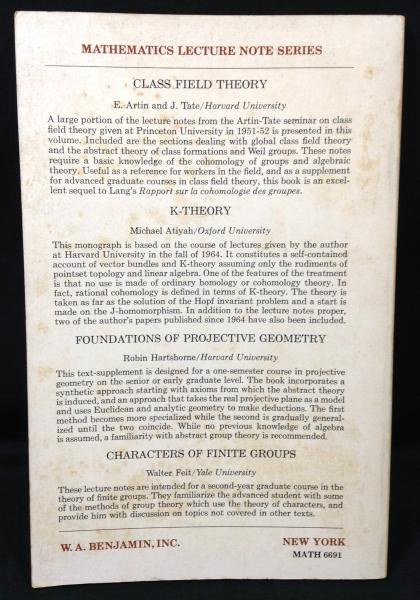 MATHEMATICS LECTURE NOTE SERIES
CLASS FIELD THEORY
E. Artin and J. Tate/Harvard University
A large portion of the lecture notes from the Artin-Tate seminar on class
field theory given at Princeton University in 1951-52 is presented in this
volume. Included are the sections dealing with global class field theory
and the abstract theory of class formations and Weil groups. These notes
require a basic knowledge of the cohomology of groups and algebraic
theory. Useful as a reference for workers in the field, and as a supplement
for advanced graduate courses in class field theory, this book is an excel-
lent sequel to Lang's Rapport sur la cohomologie des groupes.
K-THEORY
Michael Atiyah/Oxford University
This monograph is based on the course of lectures given by the author
at Harvard University in the fall of 1964. It constitutes a self-contained
account of vector bundles and K-theory assuming only the rudiments of
pointset topology and linear algebra. One of the features of the treatment
is that no use is made of ordinary homology or cohomology theory. In
fact, rational cohomology is defined in terms of K-theory. The theory is
taken as far as the solution of the Hopf invariant problem and a start is
made on the J-homomorphism. In addition to the lecture notes proper,
two of the author's papers published since 1964 have also been included.
FOUNDATIONS OF PROJECTIVE GEOMETRY
Robin Hartshorne/Harvard University
This text-supplement is designed for a one-semester course in projective
geometry on the senior or early graduate level. The book incorporates a
synthetic approach starting with axioms from which the abstract theory
is induced, and an approach that takes the real projective plane as a model
and uses Euclidean and analytic geometry to make deductions. The first
method becomes more specialized while the second is gradually general-
ized until the two coincide. While no previous knowledge of algebra
is assumed, a familiarity with abstract group theory is recommended.
CHARACTERS OF FINITE GROUPS
Walter Feit/Yale University
These lecture notes are intended for a second-year graduate course in the
theory of finite groups. They familiarize the advanced student with some
of the methods of group theory which use the theory of characters, and
provide him with discussion on topics not covered in other texts.
W. A. BENJAMIN, INC.
NEW YORK
MATH 6691